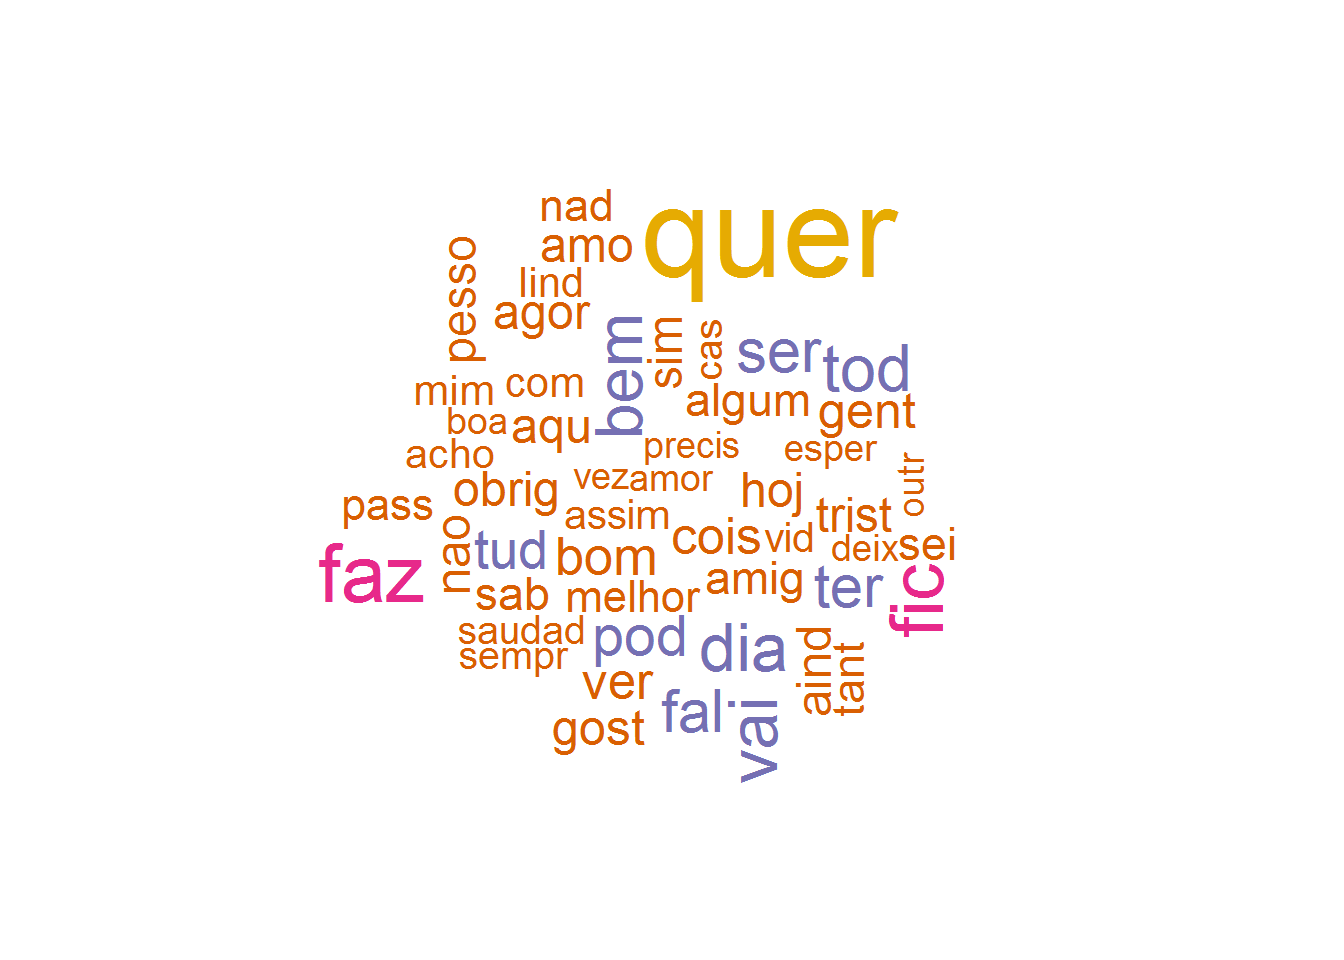 nad
quer
amo
pesso
lind
agor
bem
sim
cas
ser
tod
mim
com
algum
gent
boa
aqu
precis
esper
acho
vez
amor
outr
pass
obrig
hoj
assim
trist
nao
tud
bom
cois
vid
deix
sei
faz
sab
melhor
amig
ter
fic
saudad
pod
dia
aind
tant
sempr
ver
fal
vai
gost